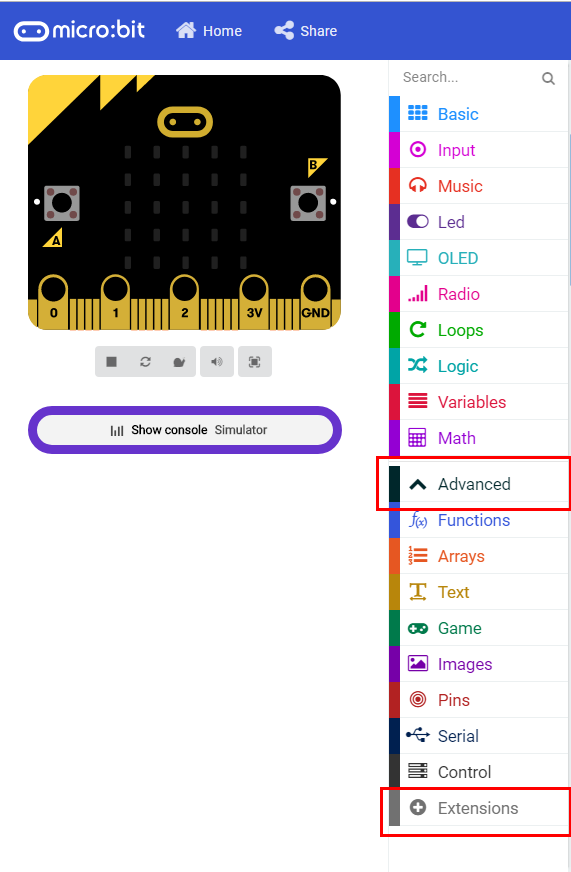 micro:bit Home Share
Search...
Basic
Input
Music
Led
OLED
Radio
Loops
Logic
Variables
Math
Advanced
Functions
Arrays
Text
Game
Images
Pins
Serial
Control
Extensions
B
A
0 1 2 3V GND
Show console Simulator